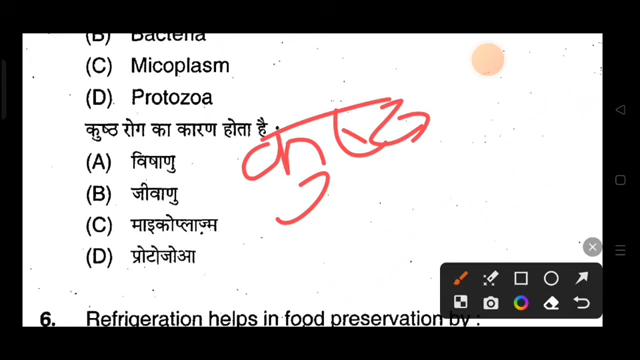 (B) Bacteria
(C) Micoplasm
(D) Protozoa
कुष्ठ रोग का कारण होता है :
कुष्ठ
(A) विषाणु
(B) जीवाणु
(C) माइकोप्लाज़्म
(D) प्रोटोजोआ
6. Refrigeration helps in food preservation by :